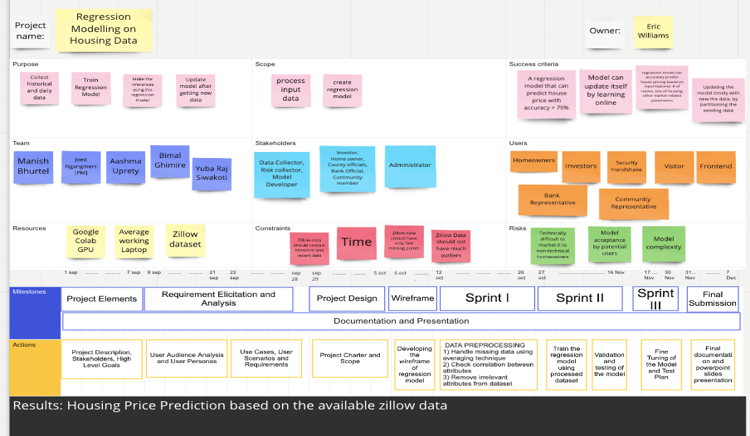 Project
name:
Regression
Modelling on
Housing Data
Owner:
Eric
Williams
Purpose
Collect
historical
and daily
data
Train
Regression
Model
Make the
inferences
using the
regression
model
Update
model after
getting new
data
Scope
process
input
data
create
regression
model
Success criteria
A regression
model that can
predict house
price with
accuracy > 70%
Model can
update itself
by learning
online
regression model can
accurately predict
house pricing based on
input features: # of
rooms, size of housing
other market related
parameters
Updating the
model timely with
new the data, by
partitioning the
existing data
Team
Manish
Bhurtel
Jeed
Ngangmeni
(PM)
Aashma
Uprety
Bimal
Ghimire
Yuba Raj
Siwakoti
Stakeholders
Data Collector,
Risk collector,
Model
Developer
Investor,
Home owner,
County officials,
Bank Official,
Community
member
Administrator
Users
Homeowners
Investors
Security
Handshake
Visitor
Frontend
Bank
Representative
Community
Representative
Resources
Google
Colab
GPU
Average
working
Laptop
Zillow
dataset
Constraints
Zillow data
should contain
historical and
recent data
Time
Zillow data
should have
only few
missing points
Zillow Data
should not
have much
outliers
Risks
Technically
difficult to
market it to
nontechnical
homeowners
Model
acceptance
by potential
users
Model
complexity
1 sep ........ ........ 7 sep 8 sep ........ 21 sep 22 sep ........ sep 28 sep 29 ........ 5 oct 6 oct ........ 12 oct ........ 26 oct 27 oct ........ 16 Nov 17 Nov ... 30 Nov 31 Nov ........ 7 Dec
Milestones
Project Elements
Requirement Elicitation and
Analysis
Project Design
Wireframe
Sprint I
Sprint II
Sprint
III
Final
Submission
Documentation and Presentation
Actions
Project Description,
Stakeholders, High
Level Goals
User Audience Analysis
and User Personas
Use Cases, User
Scenarios and
Requirements
Project Charter and
Scope
Developing
the
wireframe of
regression
model
DATA PREPROCESSING
1) Handle missing data using
averaging technique
2) Check correlation between
attributes
3) Remove irrelevant
attributes from dataset
Train the
regression
model
using
processed
dataset
Validation
and
testing of
the model
Fine
Tuning of
the Model
and Test
Plan
Final
documentati
on and
powerpoint
slides
presentation
Results: Housing Price Prediction based on the available zillow data